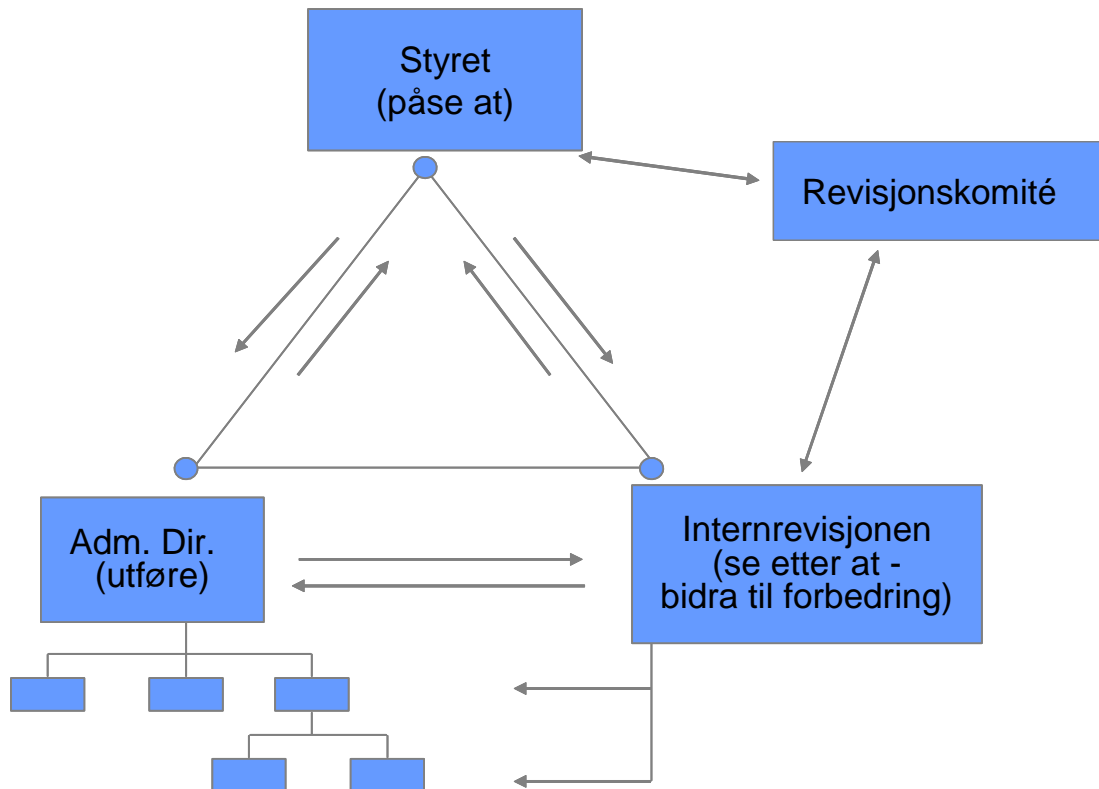 Styret
(påse at)
Revisjonskomité
Adm. Dir.
(utføre)
Internrevisjonen
(se etter at -
bidra til forbedring)